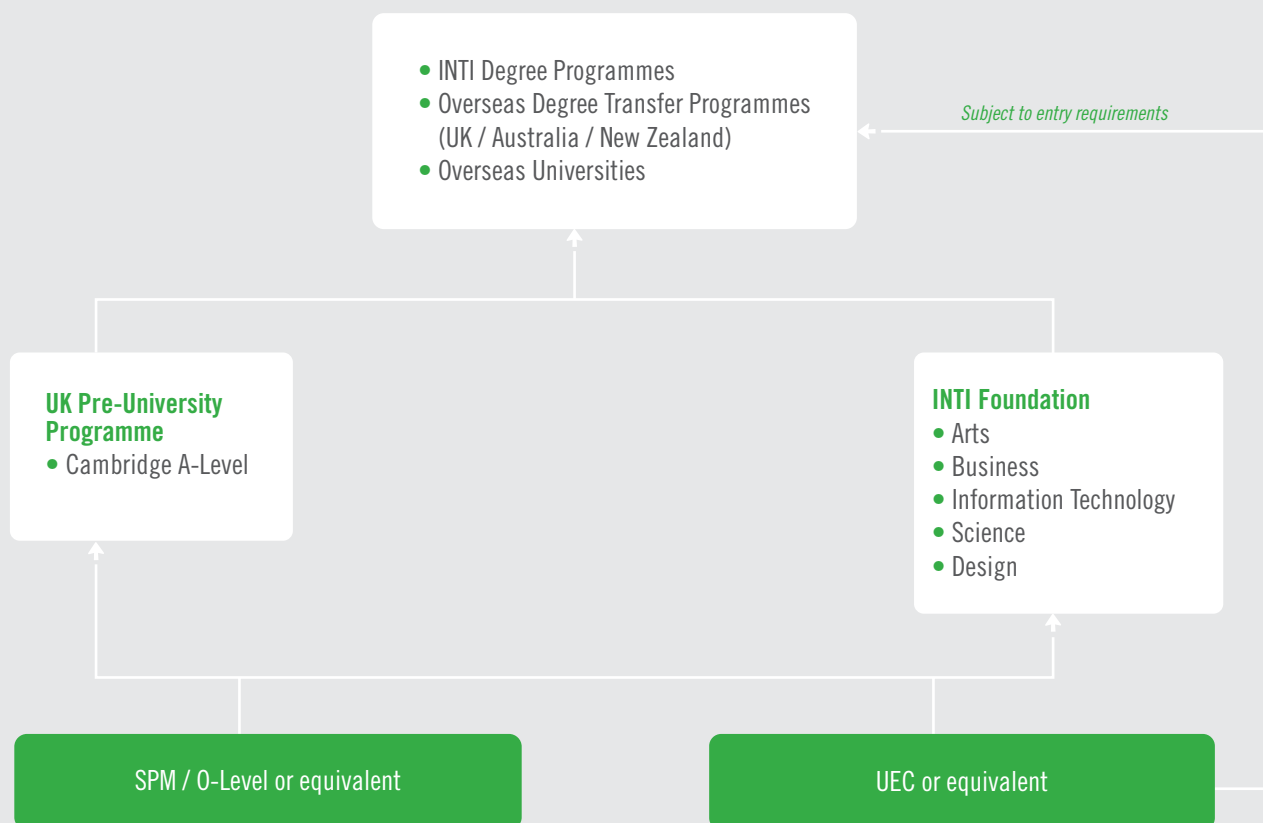 • INTI Degree Programmes
• Overseas Degree Transfer Programmes
(UK / Australia / New Zealand)
• Overseas Universities
Subject to entry requirements
UK Pre-University
Programme
• Cambridge A-Level
INTI Foundation
• Arts
• Business
• Information Technology
• Science
• Design
SPM / O-Level or equivalent
UEC or equivalent